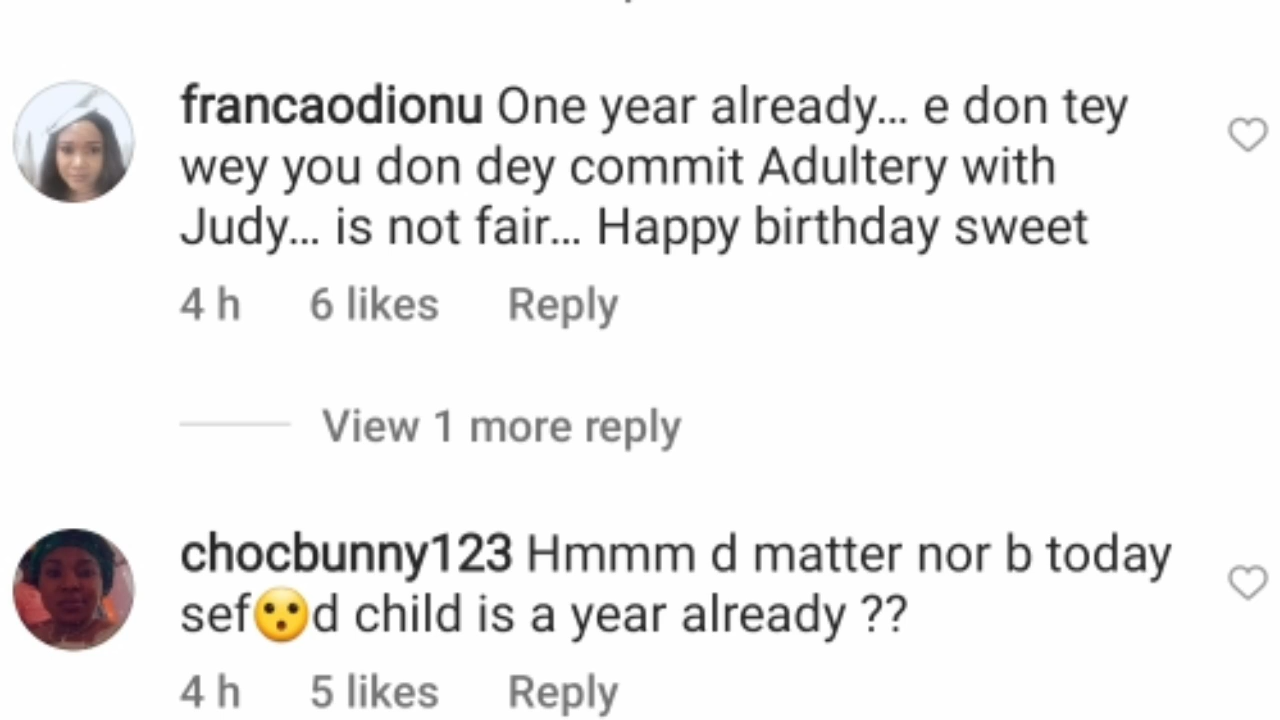 francaodionu One year already... e don tey
wey you don dey commit Adultery with
Judy... is not fair... Happy birthday sweet
4 h 6 likes Reply
View 1 more reply
chocbunny123 Hmmm d matter nor b today
sef😯d child is a year already ??
4 h 5 likes Reply